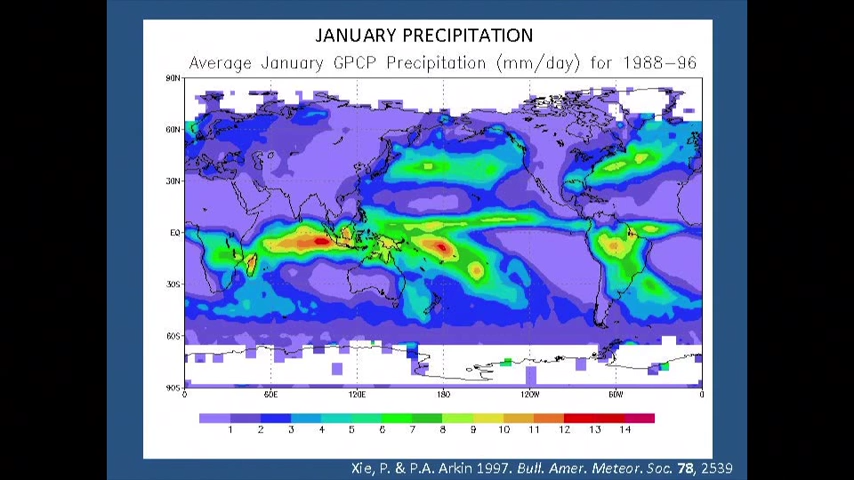 JANUARY PRECIPITATION
Average January GPCP Precipitation (mm/day) for 1988-96
90N
60N
30N
EQ
30S
60S
90S
0 60E 120E 180 120W 60W 0
1 2 3 4 5 6 7 8 9 10 11 12 13 14
Xie, P. & P.A. Arkin 1997. Bull. Amer. Meteor. Soc. 78, 2539